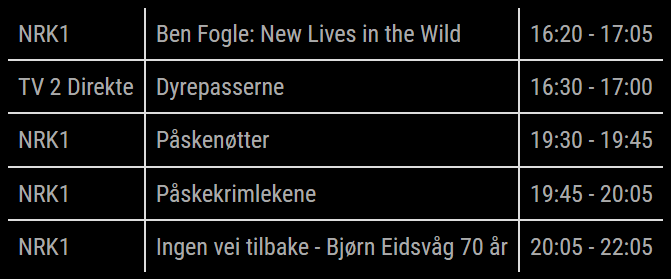 NRK1 Ben Fogle: New Lives in the Wild 16:20 - 17:05
TV 2 Direkte Dyrepasserne 16:30 - 17:00
NRK1 Påskenøtter 19:30 - 19:45
NRK1 Påskekrimlekene 19:45 - 20:05
NRK1 Ingen vei tilbake - Bjørn Eidsvåg 70 år 20:05 - 22:05